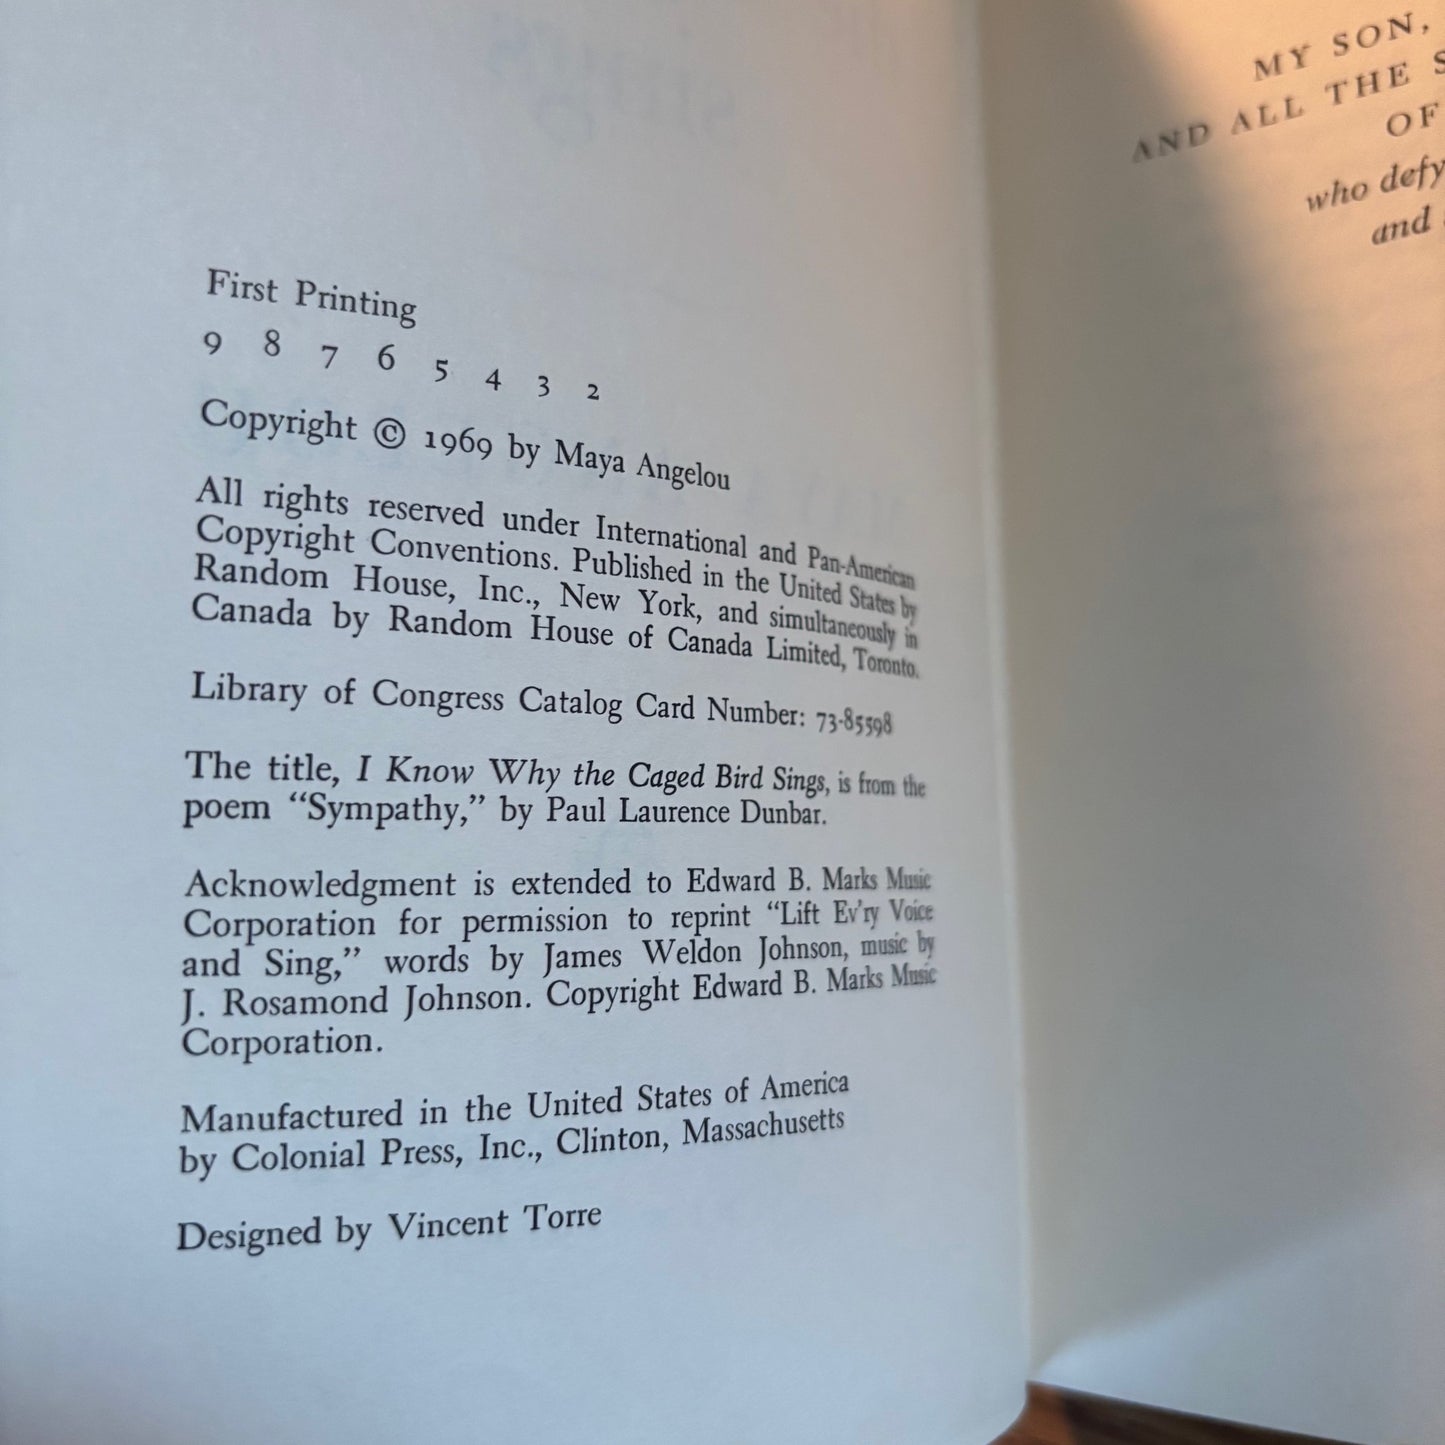 First Printing
9 8 7 6 5 4 3 2
Copyright © 1969 by Maya Angelou
All rights reserved under International and Pan-American
Copyright Conventions. Published in the United States by
Random House, Inc., New York, and simultaneously in
Canada by Random House of Canada Limited, Toronto.
Library of Congress Catalog Card Number: 73-85598
The title, I Know Why the Caged Bird Sings, is from the
poem “Sympathy,” by Paul Laurence Dunbar.
Acknowledgment is extended to Edward B. Marks Music
Corporation for permission to reprint “Lift Ev’ry Voice
and Sing,” words by James Weldon Johnson, music by
J. Rosamond Johnson. Copyright Edward B. Marks Music
Corporation.
Manufactured in the United States of America
by Colonial Press, Inc., Clinton, Massachusetts
Designed by Vincent Torre
MY SON,
AND ALL THE
OF
who defy
and